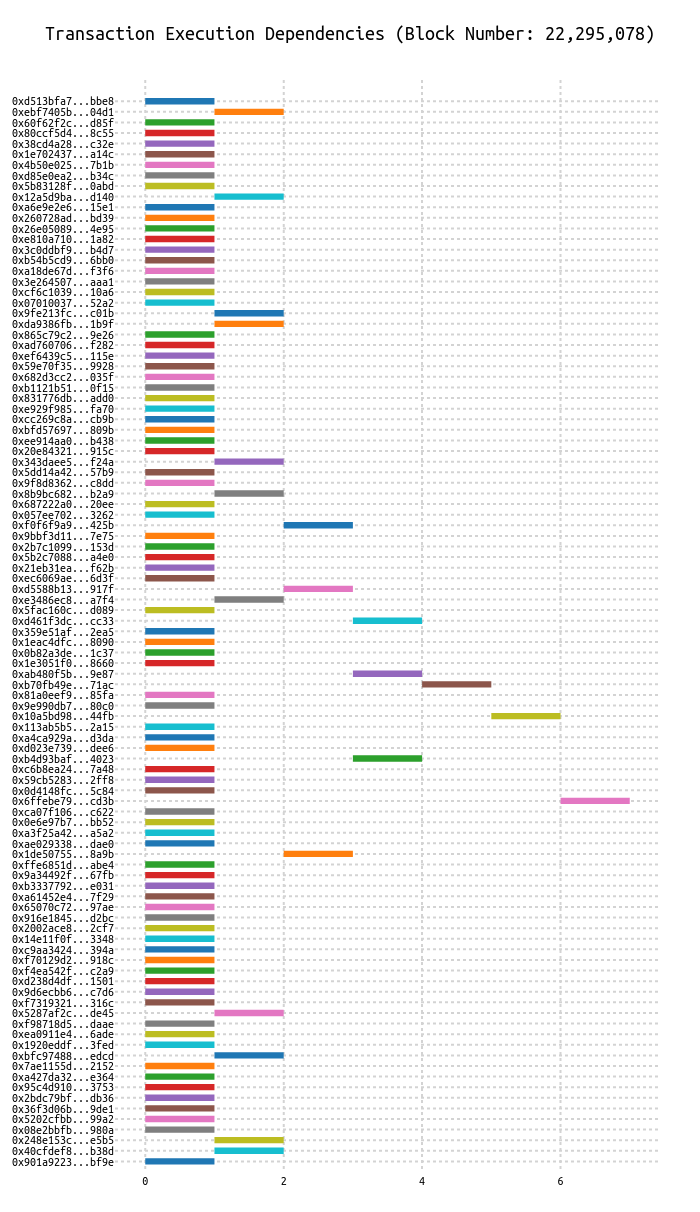 Transaction Execution Dependencies (Block Number: 22,295,078)
0xd513bfa7...bbe8
0xebf7405b...04d1
0x60f62f2c...d85f
0x80ccf5d4...8c55
0x38cd4a28...c32e
0x1e702437...a14c
0x4b50e025...7b1b
0xd85e0ea2...b34c
0x5b83128f...0abd
0x12a5d9ba...d140
0xa6e9e2e6...15e1
0x260728ad...bd39
0x26e05089...4e95
0xe810a710...1a82
0x3c0ddbf9...b4d7
0xb54b5cd9...6bb0
0xa18de67d...f3f6
0x3e264507...aaa1
0xcf6c1039...10a6
0x07010037...52a2
0x9fe213fc...c01b
0xda9386fb...1b9f
0x865c79c2...9e26
0xad760706...f282
0xef6439c5...115e
0x59e70f35...9928
0x682d3cc2...035f
0xb1121b51...0f15
0x831776db...add0
0xe929f985...fa70
0xcc269c8a...cb9b
0xbfd57697...809b
0xee914aa0...b438
0x20e84321...915c
0x343daee5...f24a
0x5dd14a42...57b9
0x9f8d8362...c8dd
0x8b9bc682...b2a9
0x687222a0...20ee
0x057ee702...3262
0xf0f6f9a9...425b
0x9bbf3d11...7e75
0x2b7c1099...153d
0x5b2c7088...a4e0
0x21eb31ea...f62b
0xec6069ae...6d3f
0xd5588b13...917f
0xe3486ec8...a7f4
0x5fac160c...d089
0xd461f3dc...cc33
0x359e51af...2ea5
0x1eac4dfc...8090
0x0b82a3de...1c37
0x1e3051f0...8660
0xab480f5b...9e87
0xb70fb49e...71ac
0x81a0eef9...85fa
0x9e990db7...80c0
0x10a5bd98...44fb
0x113ab5b5...2a15
0xa4ca929a...d3da
0xd023e739...dee6
0xb4d93baf...4023
0xc6b8ea24...7a48
0x59cb5283...2ff8
0x0d4148fc...5c84
0x6ffebe79...cd3b
0xca07f106...c622
0x0e6e97b7...bb52
0xa3f25a42...a5a2
0xae029338...dae0
0x1de50755...8a9b
0xffe6851d...abe4
0x9a34492f...67fb
0xb3337792...e031
0xa61452e4...7f29
0x65070c72...97ae
0x916e1845...d2bc
0x2002ace8...2cf7
0x14e11f0f...3348
0xc9aa3424...394a
0xf70129d2...918c
0xf4ea542f...c2a9
0xd238d4df...1501
0x9d6ecbb6...c7d6
0xf7319321...316c
0x5287af2c...de45
0xf98718d5...daae
0xea0911e4...6ade
0x1920eddf...3fed
0xbfc97488...edcd
0x7ae1155d...2152
0xa427da32...e364
0x95c4d910...3753
0x2bdc79bf...db36
0x36f3d06b...9de1
0x5202cfbb...99a2
0x08e2bbfb...980a
0x248e153c...e5b5
0x40cfdef8...b38d
0x901a9223...bf9e
0 2 4 6